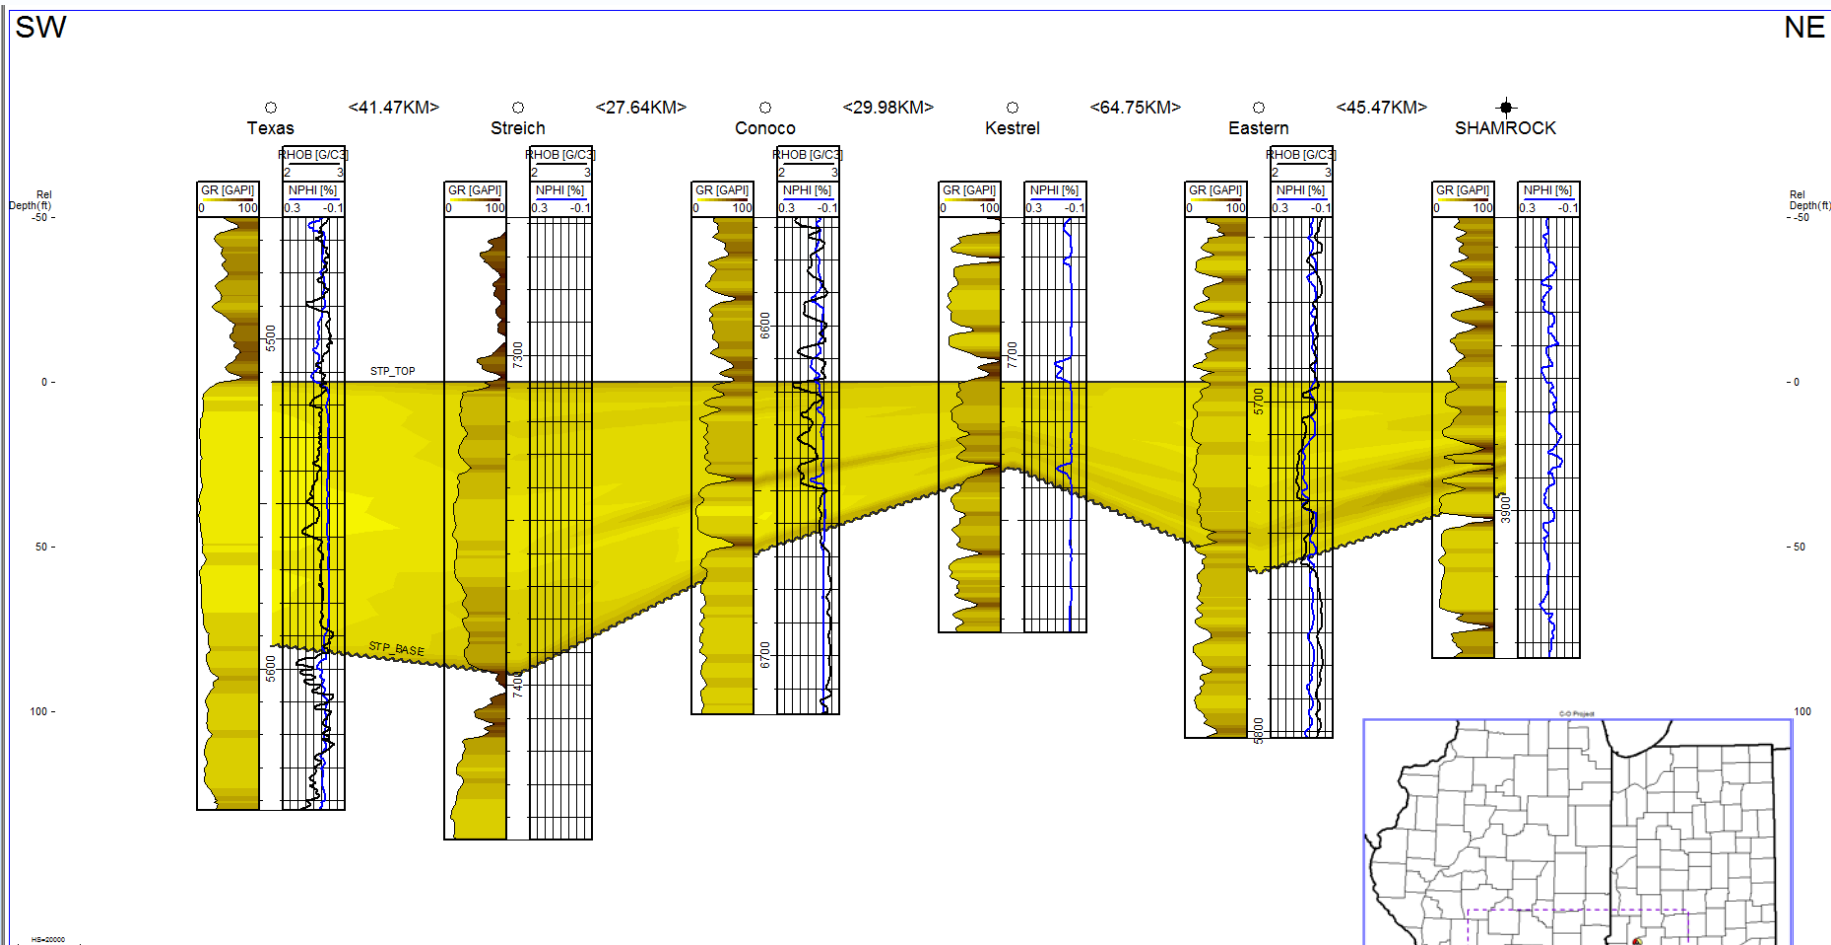 SW
NE
<41.47KM>
<27.64KM>
<29.98KM>
<64.75KM>
<45.47KM>
Texas
Streich
Conoco
Kestrel
Eastern
SHAMROCK
RHOB [G/C3]
2 3
RHOB [G/C3]
2 3
RHOB [G/C3]
2 3
RHOB [G/C3]
2 3
GR [GAPI]
0 100
NPHI [%]
0.3 -0.1
GR [GAPI]
0 100
NPHI [%]
0.3 -0.1
GR [GAPI]
0 100
NPHI [%]
0.3 -0.1
GR [GAPI]
0 100
NPHI [%]
0.3 -0.1
GR [GAPI]
0 100
NPHI [%]
0.3 -0.1
GR [GAPI]
0 100
NPHI [%]
0.3 -0.1
Rel
Depth(ft)
-50
0
50
100
Rel
Depth(ft)
-50
0
50
100
5500
5600
7300
7400
6600
6700
7700
5700
5800
3900
STP_TOP
STP_BASE
C-O Project
HS=20000